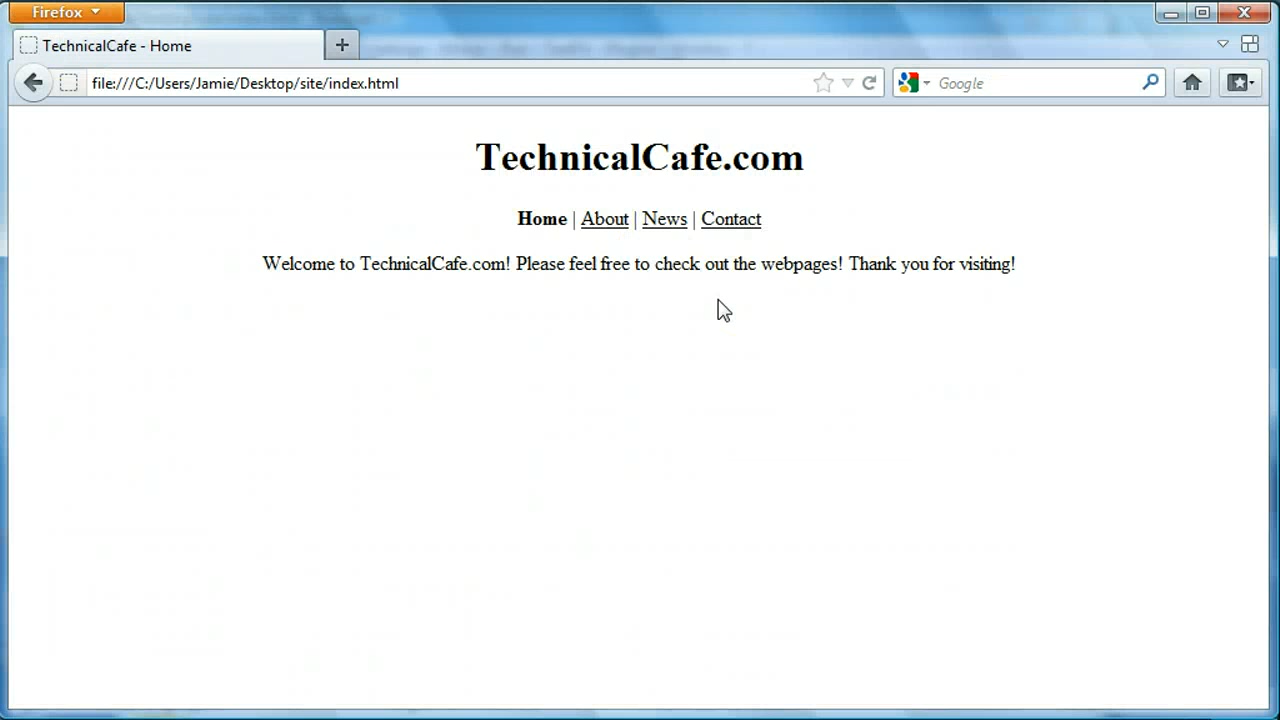 Firefox
TechnicalCafe - Home
file:///C:/Users/Jamie/Desktop/site/index.html
Google
TechnicalCafe.com
Home | About | News | Contact
Welcome to TechnicalCafe.com! Please feel free to check out the webpages! Thank you for visiting!